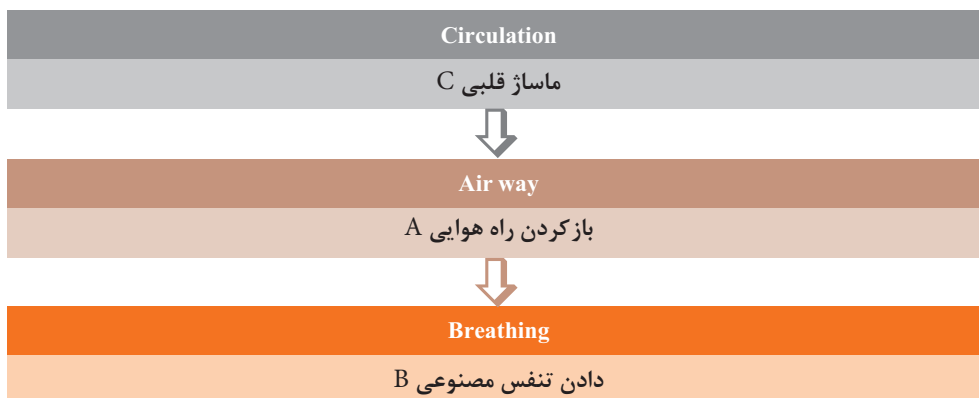 Circulation
ماساژ قلبی C
Air way
بازکردن راه هوایی A
Breathing
دادن تنفس مصنوعی B